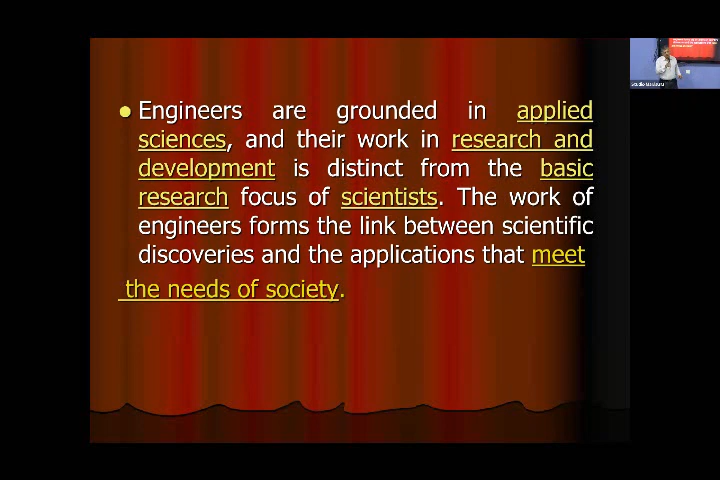 Engineers are grounded in applied
sciences, and their work in research and
development is distinct from the basic
research focus of scientists. The work of
engineers forms the link between scientific
discoveries and the applications that meet
the needs of society.